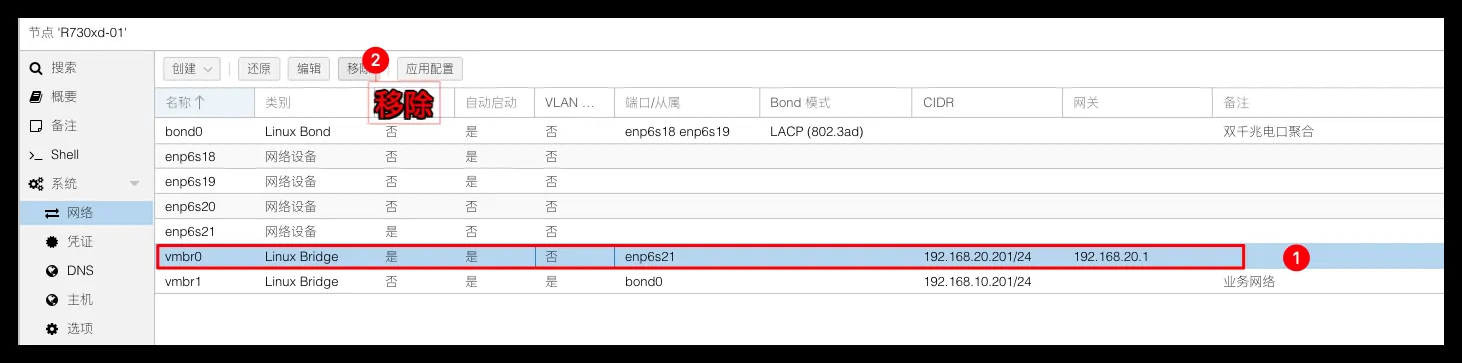 节点 'R730xd-01'
搜索
概要
备注
Shell
系统
网络
凭证
DNS
主机
选项
创建 还原 编辑 移除 2 应用配置
移除
名称↑ 类别 自动启动 VLAN ... 端口/从属 Bond 模式 CIDR 网关 备注
bond0 Linux Bond 否 是 否 enp6s18 enp6s19 LACP (802.3ad) 双千兆电口聚合
enp6s18 网络设备 否 是 否
enp6s19 网络设备 否 是 否
enp6s20 网络设备 否 否 否
enp6s21 网络设备 是 否 否
vmbr0 Linux Bridge 是 是 否 enp6s21 192.168.20.201/24 192.168.20.1 1
vmbr1 Linux Bridge 否 是 是 bond0 192.168.10.201/24 业务网络